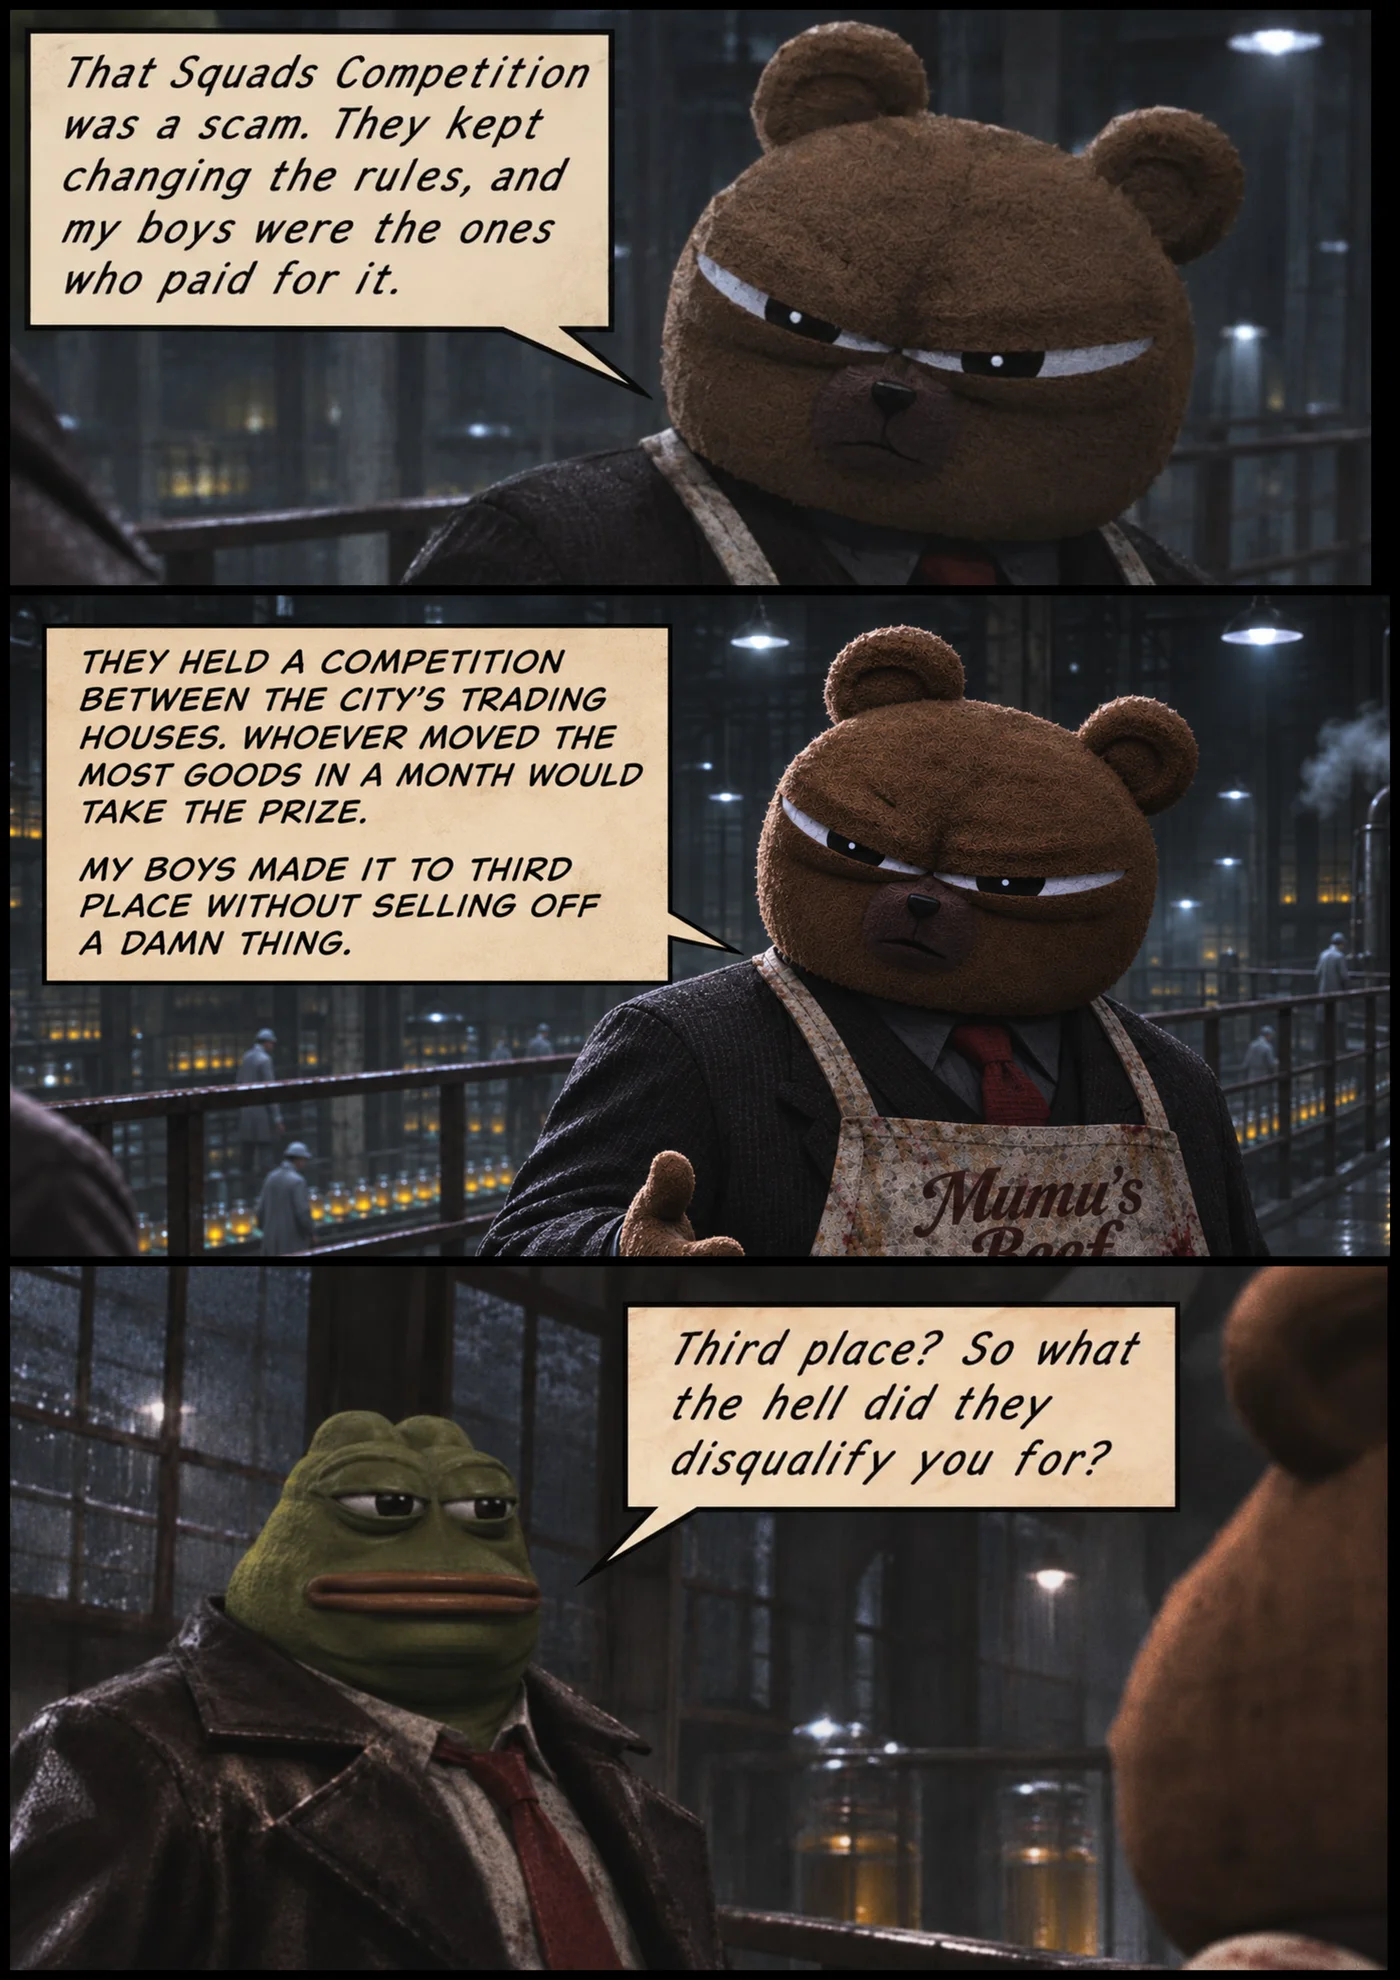 That Squads Competition
was a scam. They kept
changing the rules, and
my boys were the ones
who paid for it.
THEY HELD A COMPETITION
BETWEEN THE CITY'S TRADING
HOUSES. WHOEVER MOVED THE
MOST GOODS IN A MONTH WOULD
TAKE THE PRIZE.
MY BOYS MADE IT TO THIRD
PLACE WITHOUT SELLING OFF
A DAMN THING.
Mumu's
Beef
Third place? So what
the hell did they
disqualify you for?